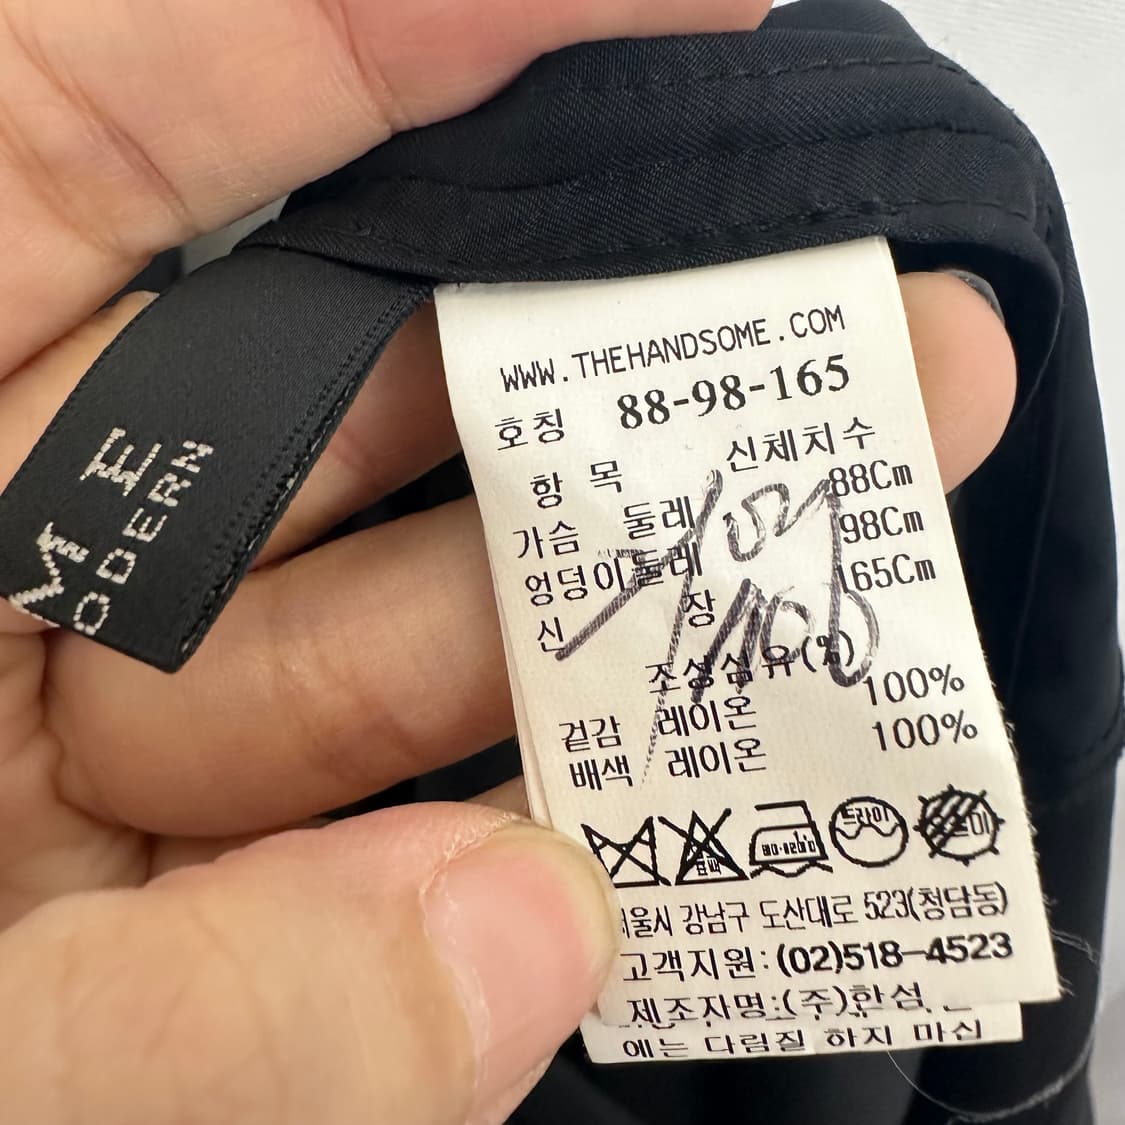 WWW.THEHANDSOME.COM
호칭 88-98-165
항 목 신체치수
가슴 둘레 88Cm
엉덩이둘레 98Cm
신 장 165Cm
조성섬유(%)
겉감 레이온 100%
배색 레이온 100%
드라이
서울시 강남구 도산대로 523(청담동)
고객지원:(02)518-4523
제조자명:(주)한섬
에는 다림질 하지 마십
M E
ODERN